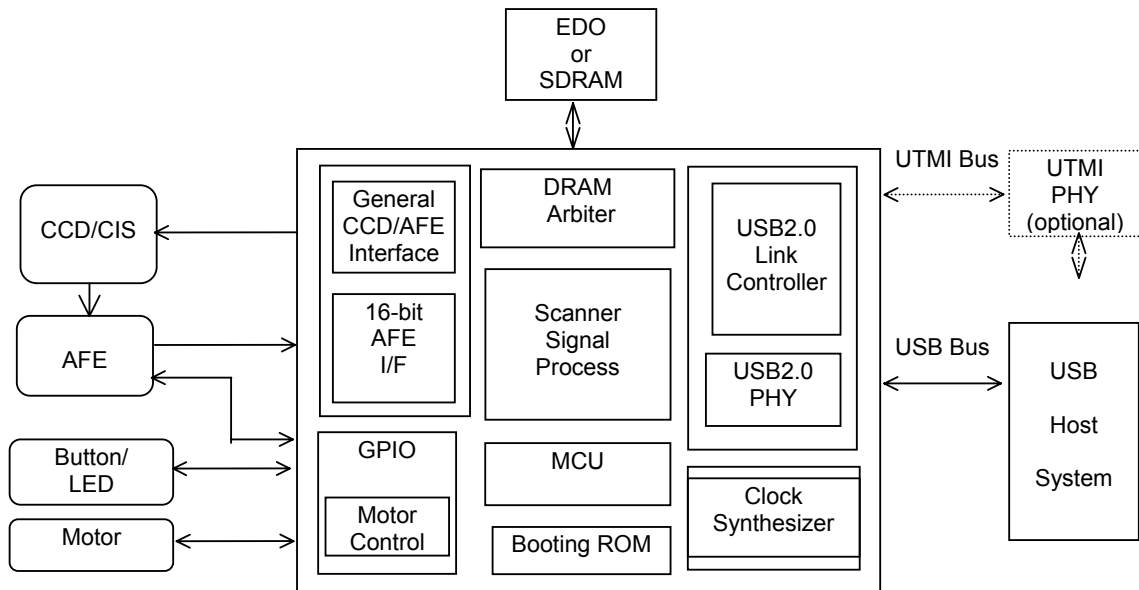 EDO
or
SDRAM
UTMI Bus
UTMI
PHY
(optional)
CCD/CIS
General
CCD/AFE
Interface
DRAM
Arbiter
USB2.0
Link
Controller
AFE
16-bit
AFE
I/F
Scanner
Signal
Process
USB2.0
PHY
USB Bus
USB
Host
System
Button/
LED
GPIO
MCU
Motor
Motor
Control
Booting ROM
Clock
Synthesizer